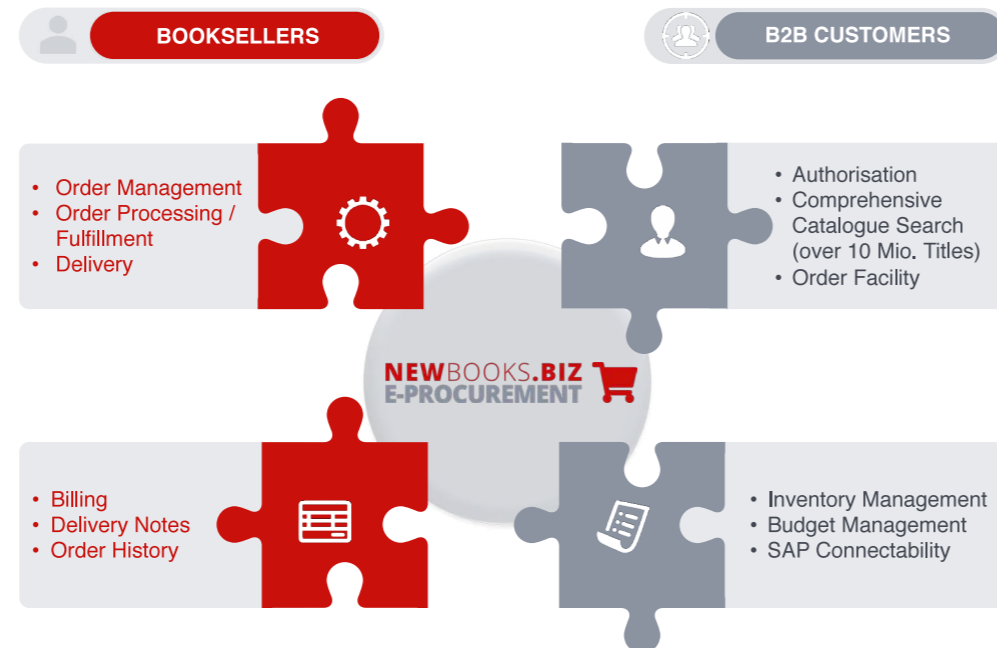 BOOKSELLERS
B2B CUSTOMERS
• Order Management
• Order Processing /
Fulfillment
• Delivery
• Authorisation
• Comprehensive
Catalogue Search
(over 10 Mio. Titles)
• Order Facility
NEWBOOKS.BIZ
E-PROCUREMENT
• Billing
• Delivery Notes
• Order History
• Inventory Management
• Budget Management
• SAP Connectability